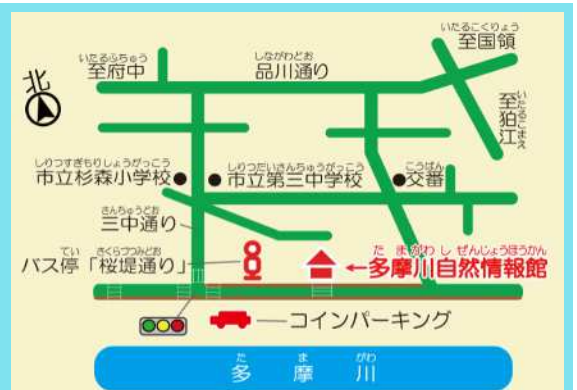 いたるこくりょう
至国領
いたるふちゅう
至府中
しながわどお
品川通り
北
いたるこまえ
至狛江
しりつすぎもりしょうがっこう
市立杉森小学校
しりつだいさんちゅうがっこう
市立第三中学校
こうばん
交番
さんちゅうどお
三中通り
てい さくらづつみどお
バス停「桜堤通り」
たまがわしぜんじょうほうかん
←多摩川自然情報館
コインパーキング
た ま がわ
多摩川